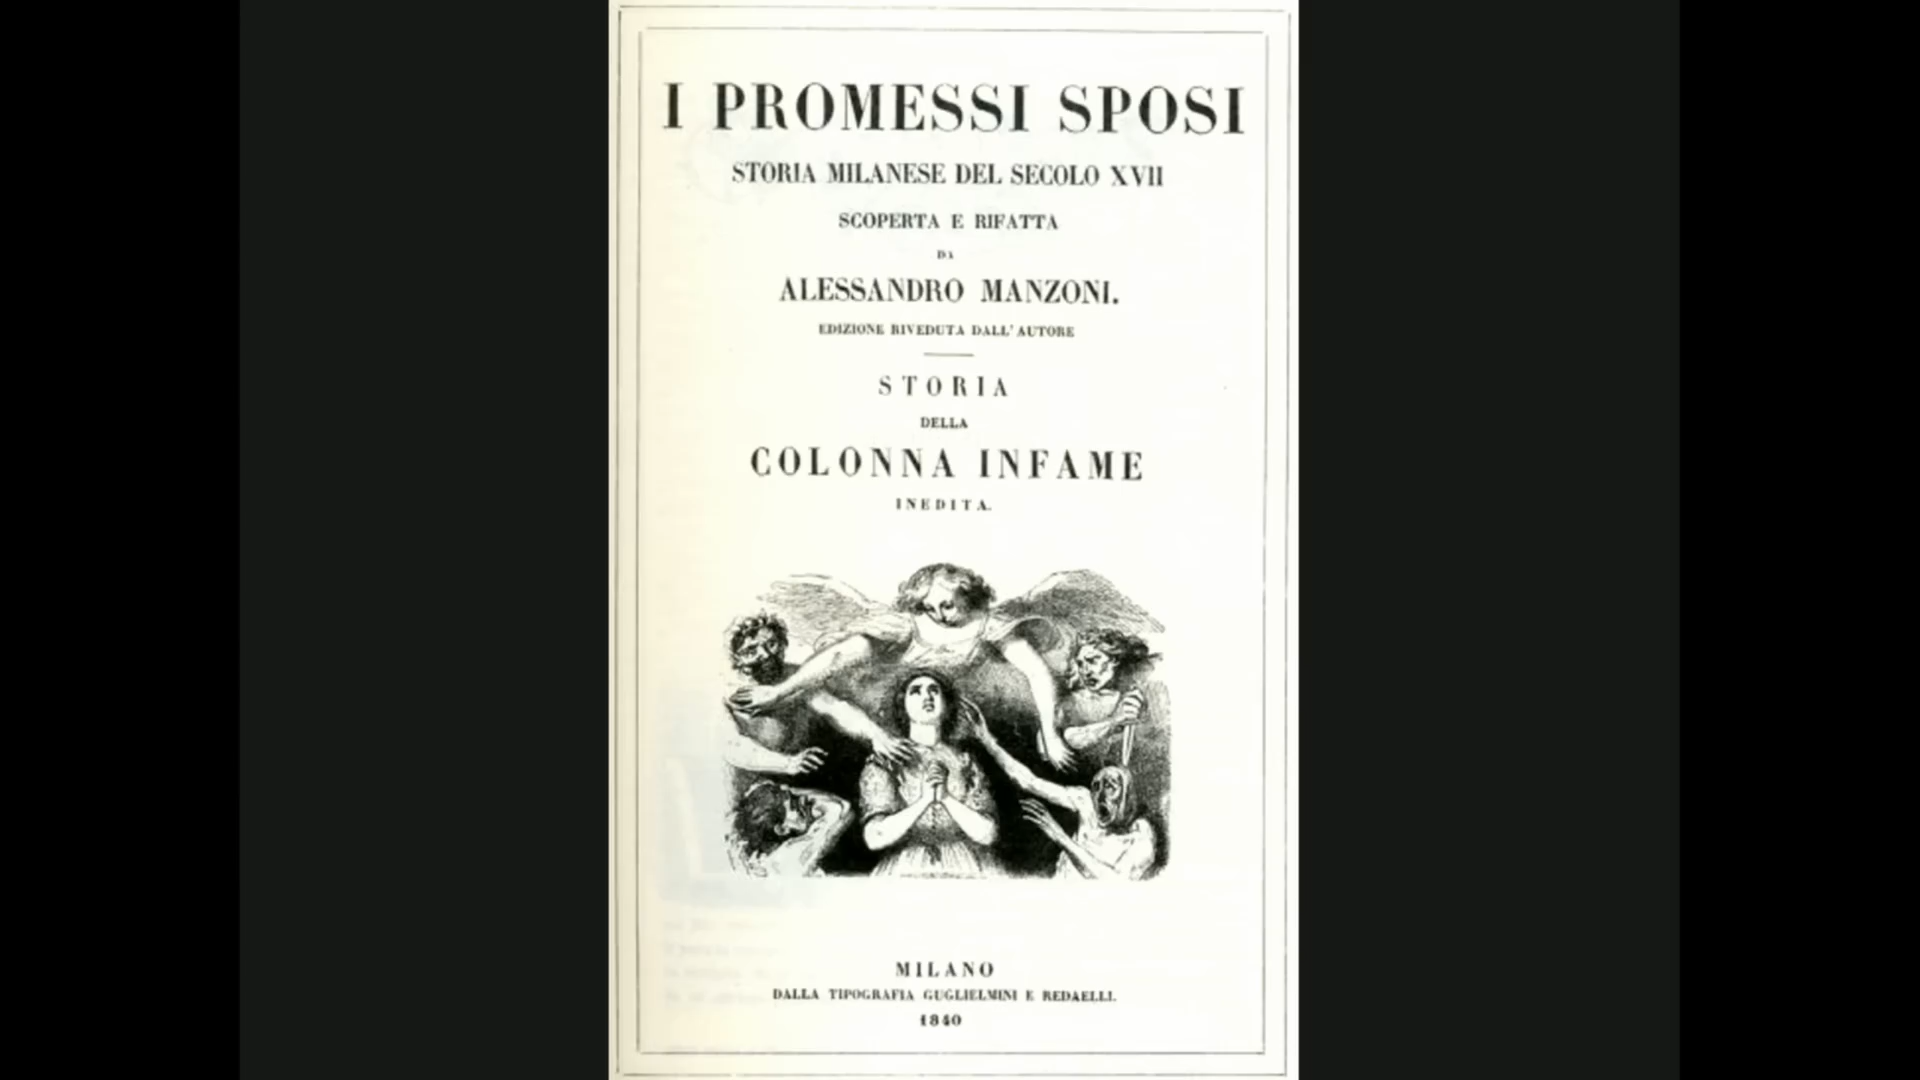 I PROMESSI SPOSI
STORIA MILANESE DEL SECOLO XVII
SCOPERTA E RIFATTA
DA
ALESSANDRO MANZONI.
EDIZIONE RIVEDUTA DALL'AUTORE
STORIA
DELLA
COLONNA INFAME
INEDITA.
MILANO
DALLA TIPOGRAFIA GUGLIELMINI E REDAELLI.
1840